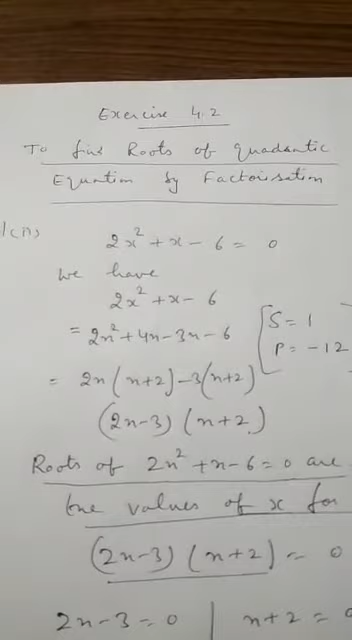 Exercise 4.2
To find Roots of quadratic
Equation by Factorisation
1(ii)
2x² + x - 6 = 0
We have
2x² + x - 6
= 2x² + 4x - 3x - 6
S = 1
P = -12
= 2x(x+2) - 3(x+2)
(2x-3) (x+2)
Roots of 2x² + x - 6 = 0 are
the values of x for
(2x-3) (x+2) = 0
2x - 3 = 0 | x + 2 = 0